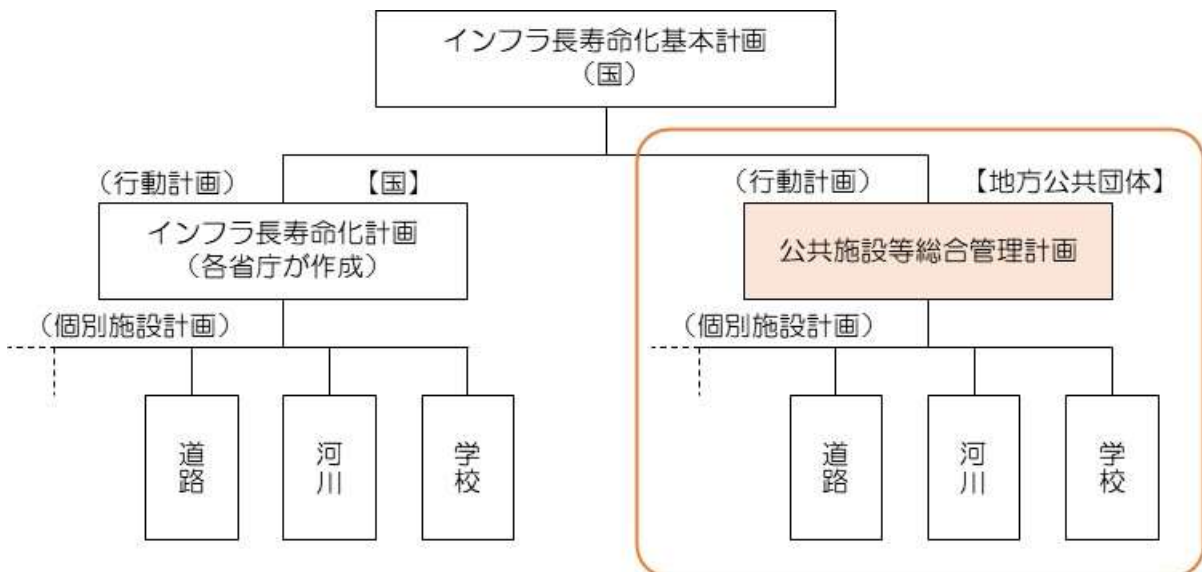 インフラ長寿命化基本計画
（国）
（行動計画）
【国】
インフラ長寿命化計画
（各省庁が作成）
（個別施設計画）
道路
河川
学校
（行動計画）
【地方公共団体】
公共施設等総合管理計画
（個別施設計画）
道路
河川
学校